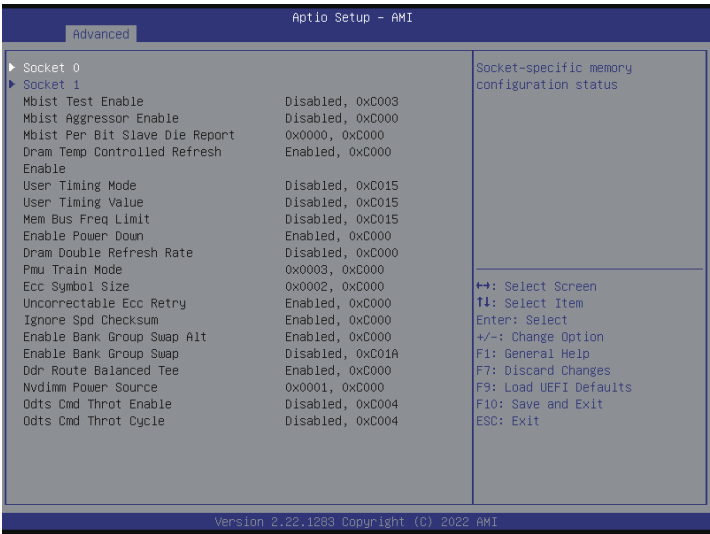 Aptio Setup – AMI
Advanced
Socket 0
Socket 1
Mbist Test Enable Disabled, 0xC003
Mbist Aggressor Enable Disabled, 0xC000
Mbist Per Bit Slave Die Report 0x0000, 0xC000
Dram Temp Controlled Refresh Enabled, 0xC000
Enable
User Timing Mode Disabled, 0xC015
User Timing Value Disabled, 0xC015
Mem Bus Freq Limit Disabled, 0xC015
Enable Power Down Enabled, 0xC000
Dram Double Refresh Rate Disabled, 0xC000
Pmu Train Mode 0x0003, 0xC000
Ecc Symbol Size 0x0002, 0xC000
Uncorrectable Ecc Retry Enabled, 0xC000
Ignore Spd Checksum Enabled, 0xC000
Enable Bank Group Swap Alt Enabled, 0xC000
Enable Bank Group Swap Disabled, 0xC01A
Ddr Route Balanced Tee Enabled, 0xC000
Nvdimm Power Source 0x0001, 0xC000
Odts Cmd Throt Enable Disabled, 0xC004
Odts Cmd Throt Cycle Disabled, 0xC004
Socket-specific memory
configuration status
↔: Select Screen
↑↓: Select Item
Enter: Select
+/-: Change Option
F1: General Help
F7: Discard Changes
F9: Load UEFI Defaults
F10: Save and Exit
ESC: Exit
Version 2.22.1283 Copyright (C) 2022 AMI